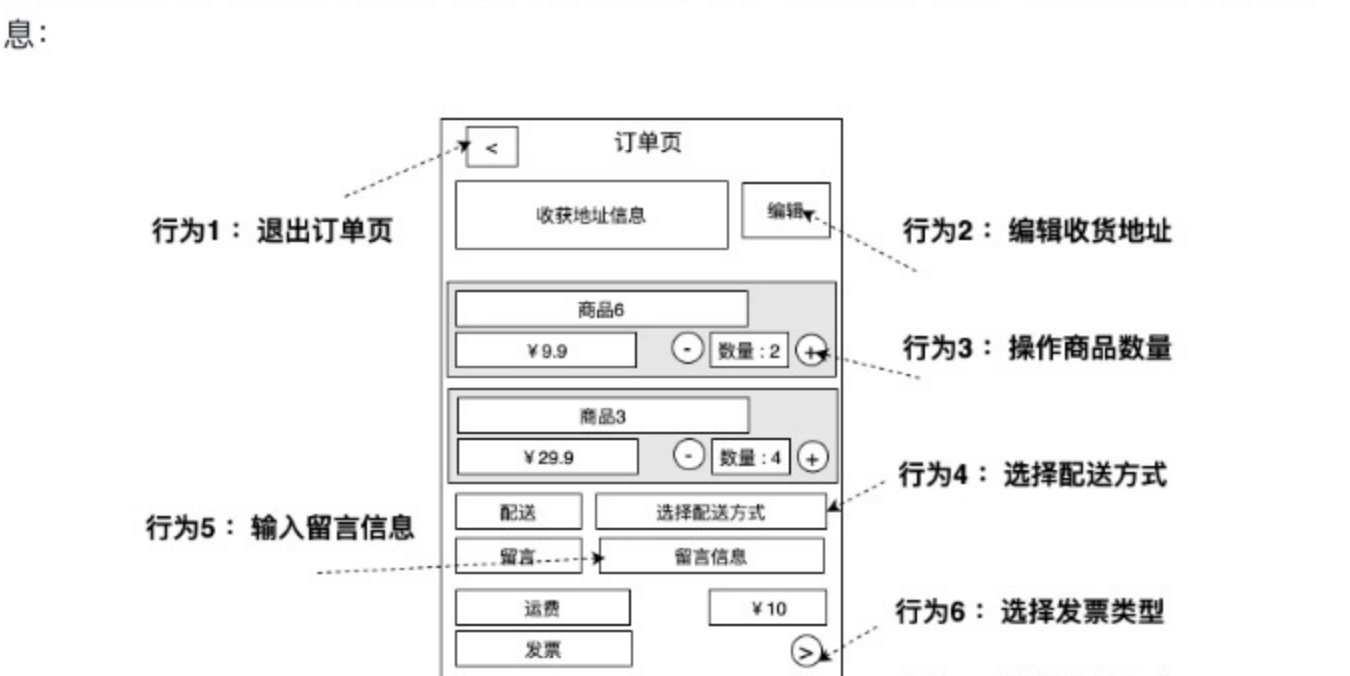 息：
< 订单页
行为1： 退出订单页
收获地址信息 编辑
行为2： 编辑收货地址
商品6
¥9.9 - 数量:2 +
行为3： 操作商品数量
商品3
¥29.9 - 数量:4 +
行为4： 选择配送方式
配送 选择配送方式
行为5： 输入留言信息
留言 留言信息
运费 ¥10
行为6： 选择发票类型
发票 >